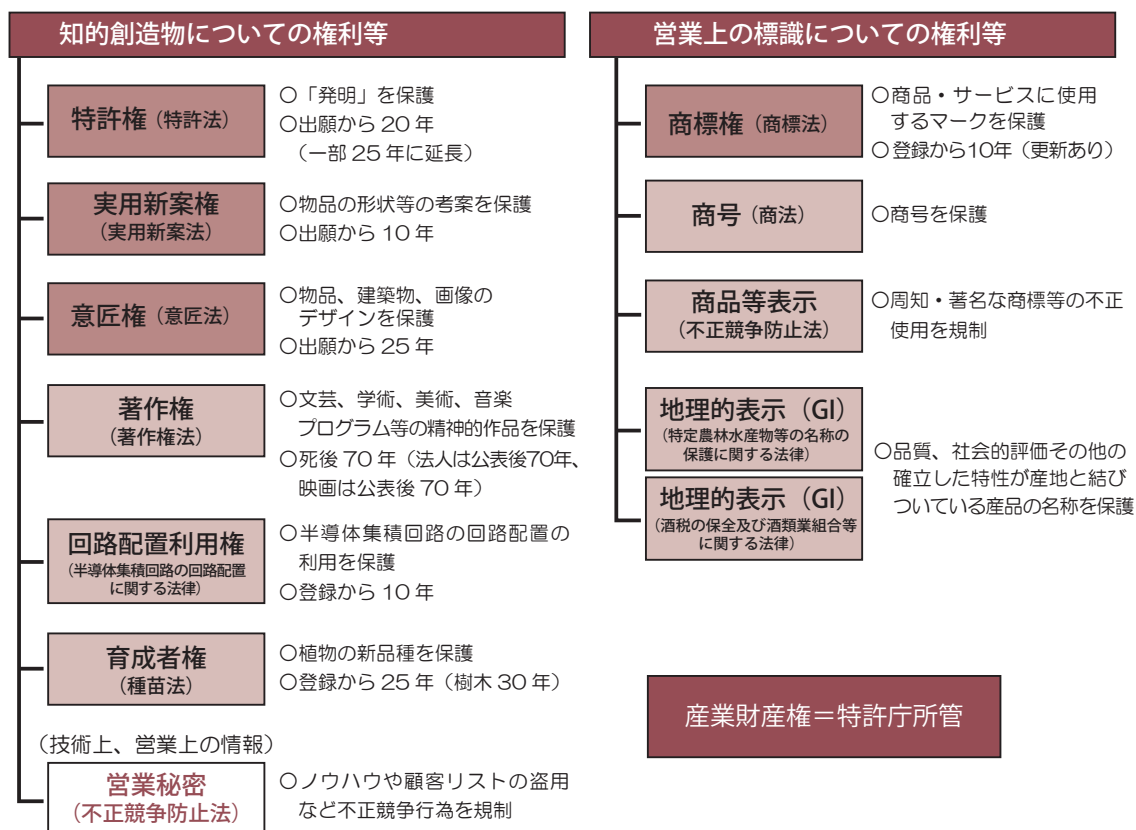 知的創造物についての権利等
特許権（特許法）
〇「発明」を保護
〇出願から 20 年
（一部 25 年に延長）
実用新案権
（実用新案法）
〇物品の形状等の考案を保護
〇出願から 10 年
意匠権（意匠法）
〇物品、建築物、画像の
デザインを保護
〇出願から 25 年
著作権
（著作権法）
〇文芸、学術、美術、音楽
プログラム等の精神的作品を保護
〇死後 70 年（法人は公表後70年、
映画は公表後 70 年）
回路配置利用権
（半導体集積回路の回路配置
に関する法律）
〇半導体集積回路の回路配置の
利用を保護
〇登録から 10 年
育成者権
（種苗法）
〇植物の新品種を保護
〇登録から 25 年（樹木 30 年）
（技術上、営業上の情報）
営業秘密
（不正競争防止法）
〇ノウハウや顧客リストの盗用
など不正競争行為を規制
営業上の標識についての権利等
商標権（商標法）
〇商品・サービスに使用
するマークを保護
〇登録から10年（更新あり）
商号（商法）
〇商号を保護
商品等表示
（不正競争防止法）
〇周知・著名な商標等の不正
使用を規制
地理的表示（GI）
（特定農林水産物等の名称の
保護に関する法律）
地理的表示（GI）
（酒税の保全及び酒類業組合等
に関する法律）
〇品質、社会的評価その他の
確立した特性が産地と結び
ついている産品の名称を保護
産業財産権＝特許庁所管